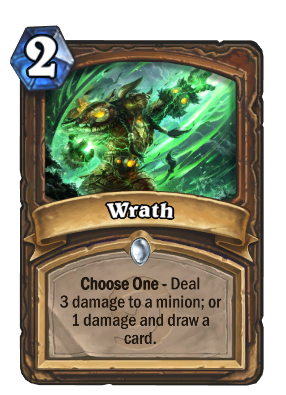 2
Wrath
Choose One - Deal
3 damage to a minion; or
1 damage and draw a
card.